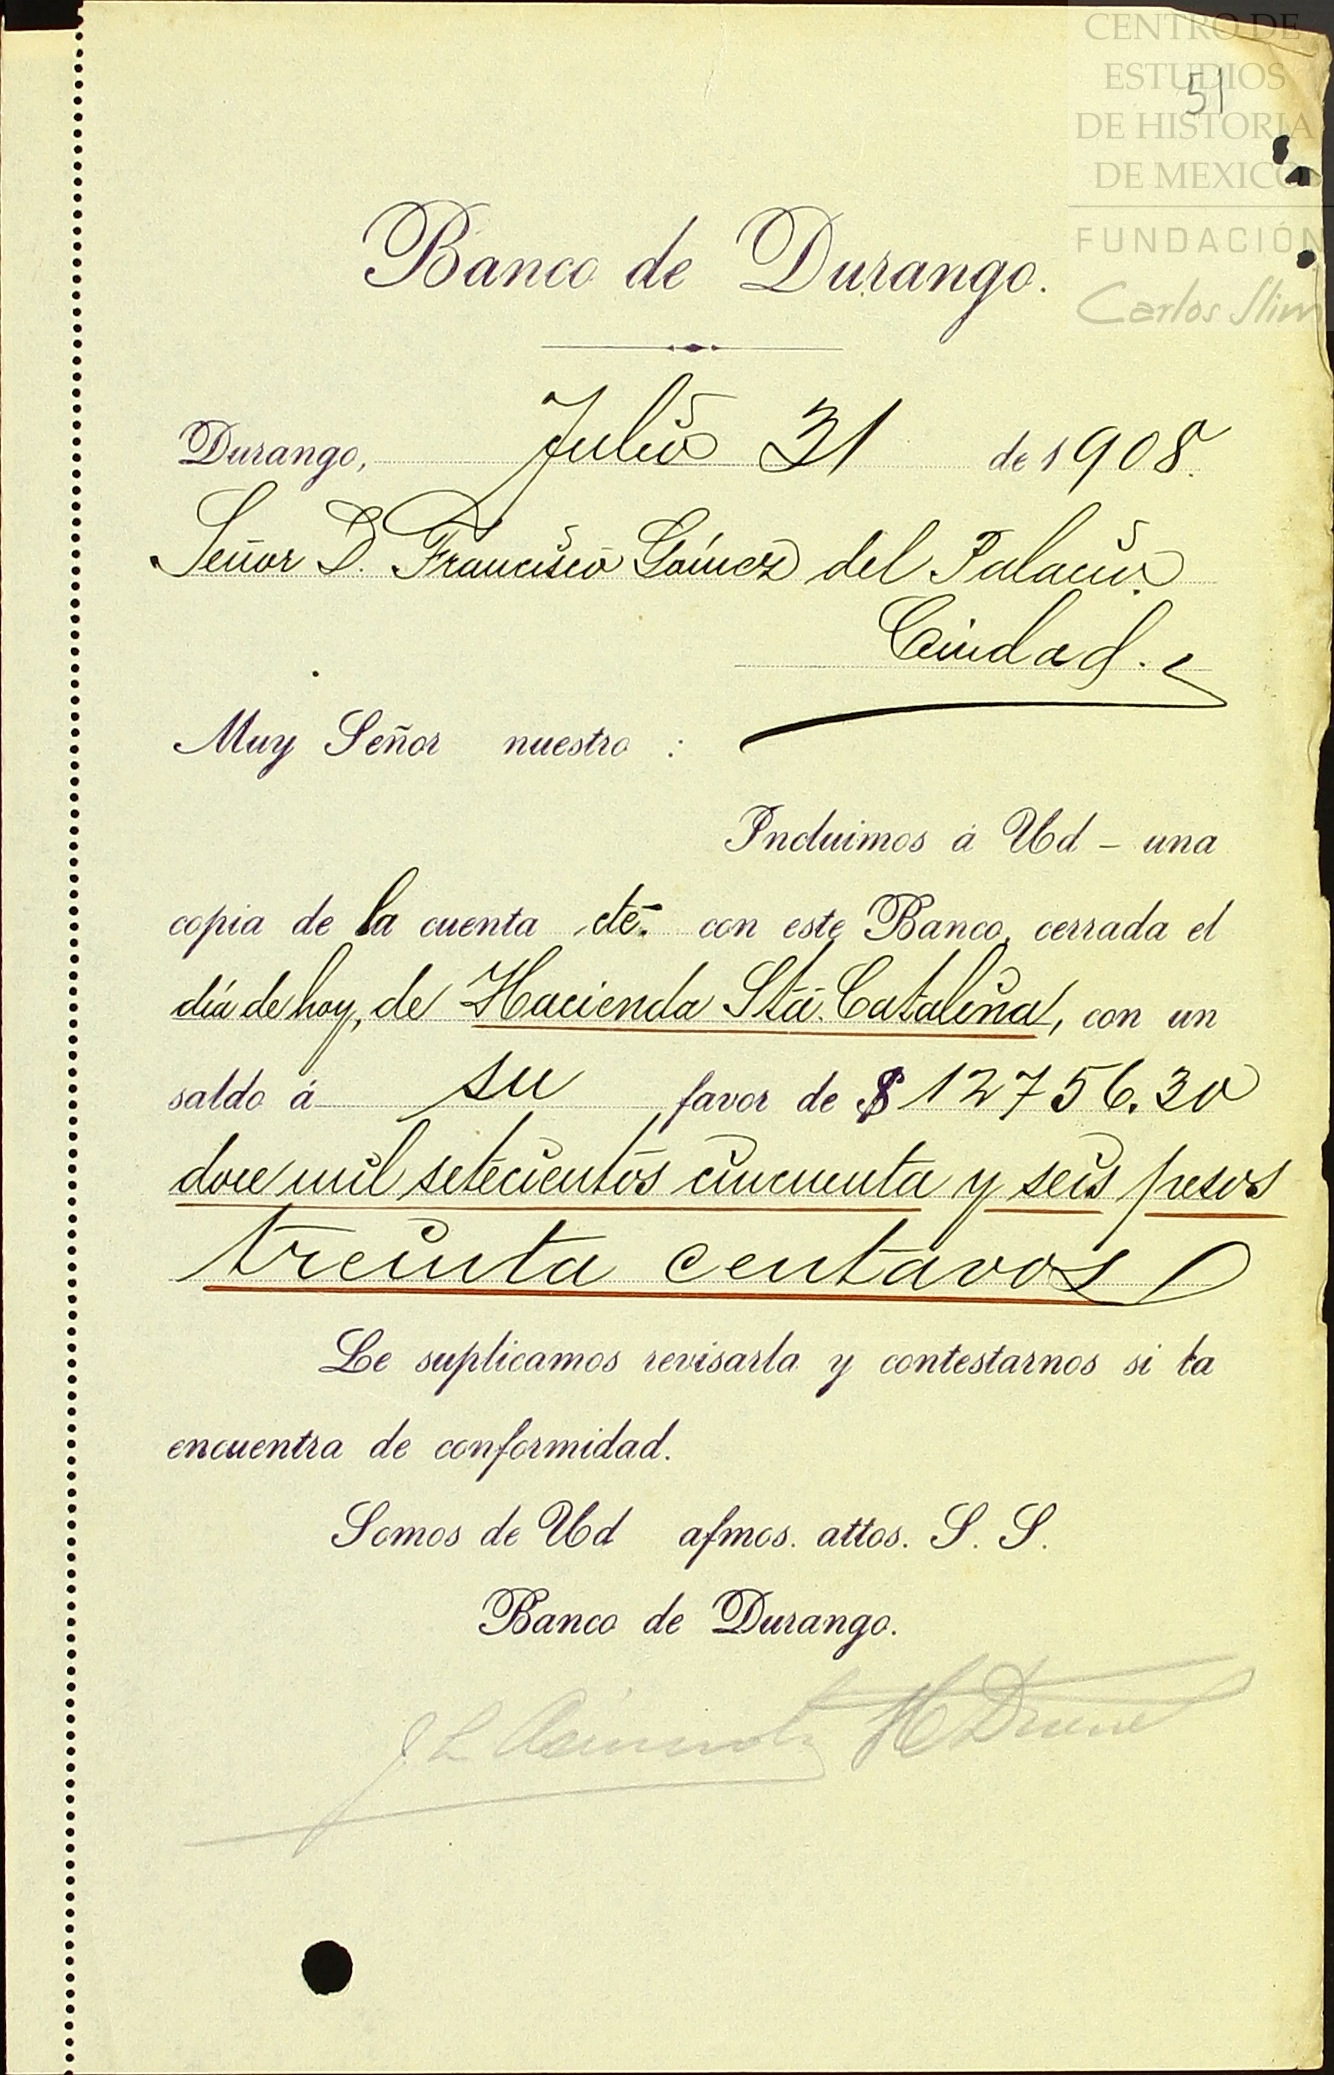 CENTRO DE
ESTUDIOS
DE HISTORIA
DE MEXICO
FUNDACIÓN
Carlos Slim
51
Banco de Durango.
Durango, Julio 31 de 1908.
Señor D. Francisco Gómez del Palacio.
Ciudad.
Muy Señor nuestro :
Incluimos á Ud - una
copia de la cuenta cte. con este Banco, cerrada el
día de hoy, de Hacienda Sta. Catalina, con un
saldo á su favor de $ 12756.30
doce mil setecientos cincuenta y seis pesos
treinta centavos
Le suplicamos revisarla y contestarnos si la
encuentra de conformidad.
Somos de Ud afmos. attos. S. S.
Banco de Durango.